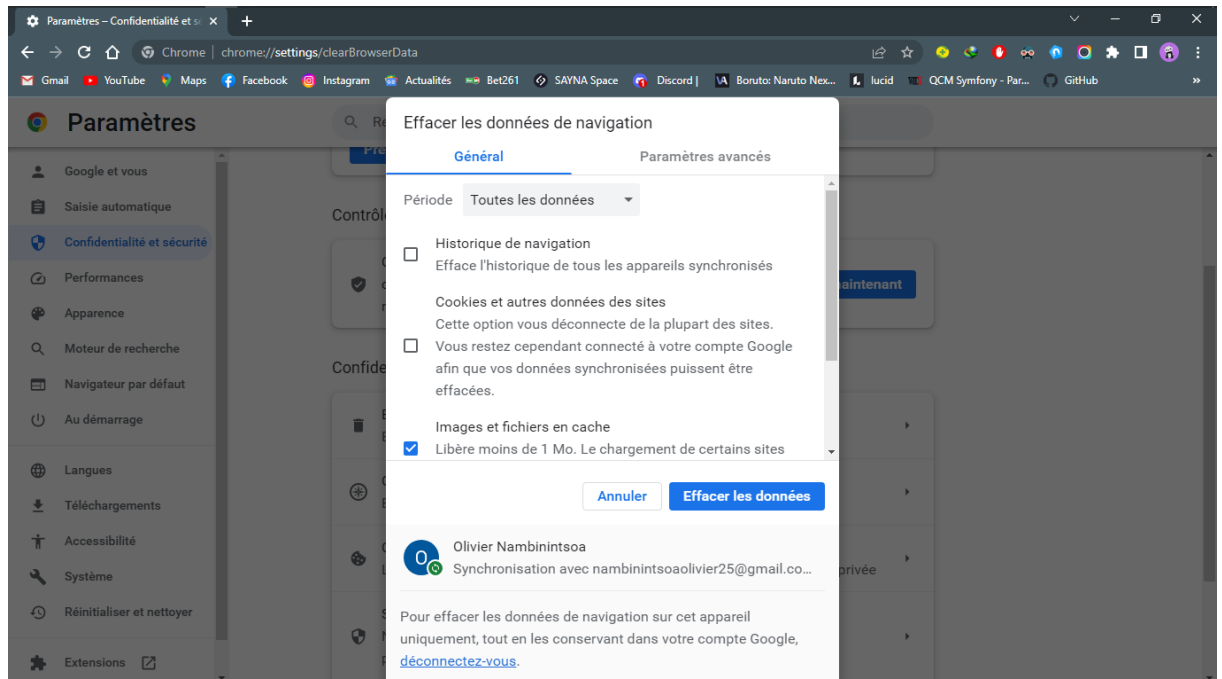 Paramètres – Confidentialité et sé
Chrome | chrome://settings/clearBrowserData
Gmail YouTube Maps Facebook Instagram Actualités Bet261 SAYNA Space Discord | Boruto: Naruto Nex... lucid QCM Symfony - Par... GitHub »
Paramètres
Google et vous
Saisie automatique
Confidentialité et sécurité
Performances
Apparence
Moteur de recherche
Navigateur par défaut
Au démarrage
Langues
Téléchargements
Accessibilité
Système
Réinitialiser et nettoyer
Extensions
Contrôl
maintenant
Confide
privée
Effacer les données de navigation
Général Paramètres avancés
Période Toutes les données
Historique de navigation
Efface l'historique de tous les appareils synchronisés
Cookies et autres données des sites
Cette option vous déconnecte de la plupart des sites.
Vous restez cependant connecté à votre compte Google
afin que vos données synchronisées puissent être
effacées.
Images et fichiers en cache
Libère moins de 1 Mo. Le chargement de certains sites
Annuler Effacer les données
O
Olivier Nambinintsoa
Synchronisation avec nambinintsoaolivier25@gmail.co...
Pour effacer les données de navigation sur cet appareil
uniquement, tout en les conservant dans votre compte Google,
déconnectez-vous.